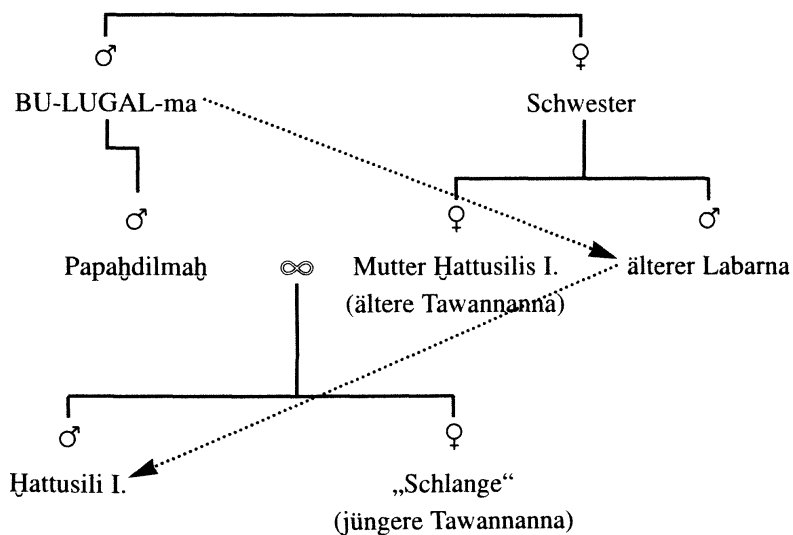 ♂ ♀
BU-LUGAL-ma Schwester
♂ ♀ ♂
Papaḫdilmaḫ ∞ Mutter Ḫattusilis I. älterer Labarna
(ältere Tawannanna)
♂ ♀
Ḫattusili I. „Schlange“
(jüngere Tawannanna)